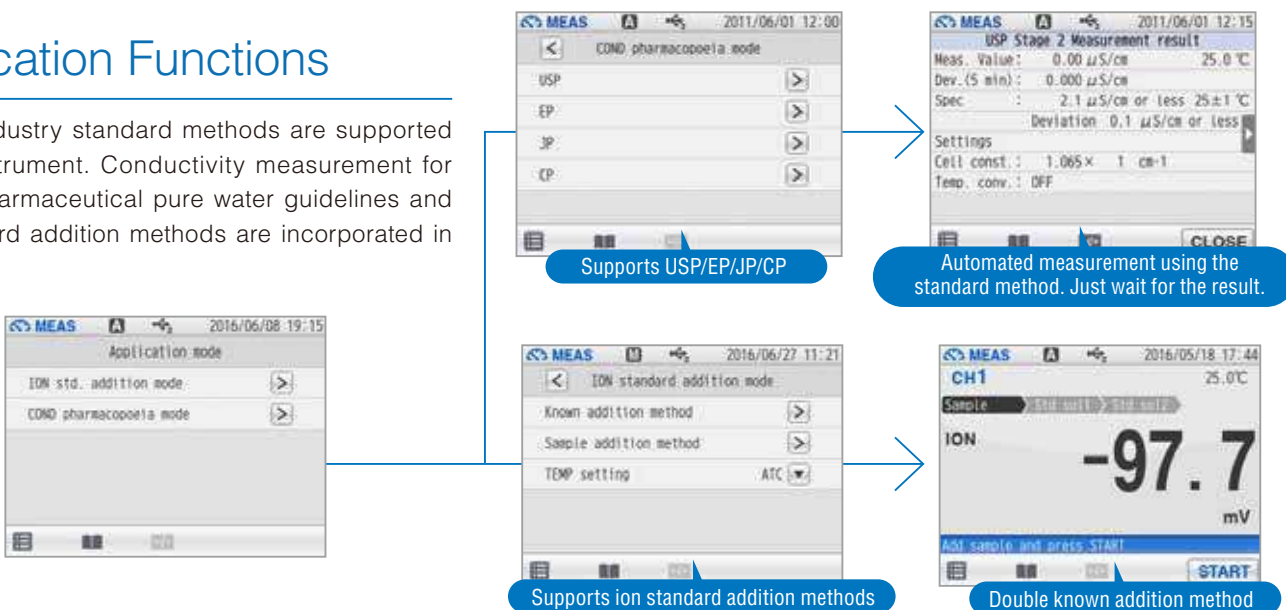 cation Functions
dustry standard methods are supported
trument. Conductivity measurement for
armaceutical pure water guidelines and
rd addition methods are incorporated in
MEAS A 2016/06/08 19:15
Application mode
ION std. addition mode >
COND pharmacopoeia mode >
MEAS A 2011/06/01 12:00
< COND pharmacopoeia mode
USP >
EP >
JP >
CP >
Supports USP/EP/JP/CP
MEAS A 2011/06/01 12:15
USP Stage 2 Measurement result
Meas. Value: 0.00 μS/cm 25.0 ℃
Dev.(5 min): 0.000 μS/cm
Spec : 2.1 μS/cm or less 25±1 ℃
Deviation 0.1 μS/cm or less
Settings
Cell const.: 1.065× 1 cm-1
Temp. conv.: OFF
CLOSE
Automated measurement using the
standard method. Just wait for the result.
MEAS M 2016/06/27 11:21
< ION standard addition mode
Known addition method >
Sample addition method >
TEMP setting ATC ▼
Supports ion standard addition methods
MEAS A 2016/05/18 17:44
CH1 25.0℃
Sample
ION -97.7
mV
Add sample and press START
START
Double known addition method